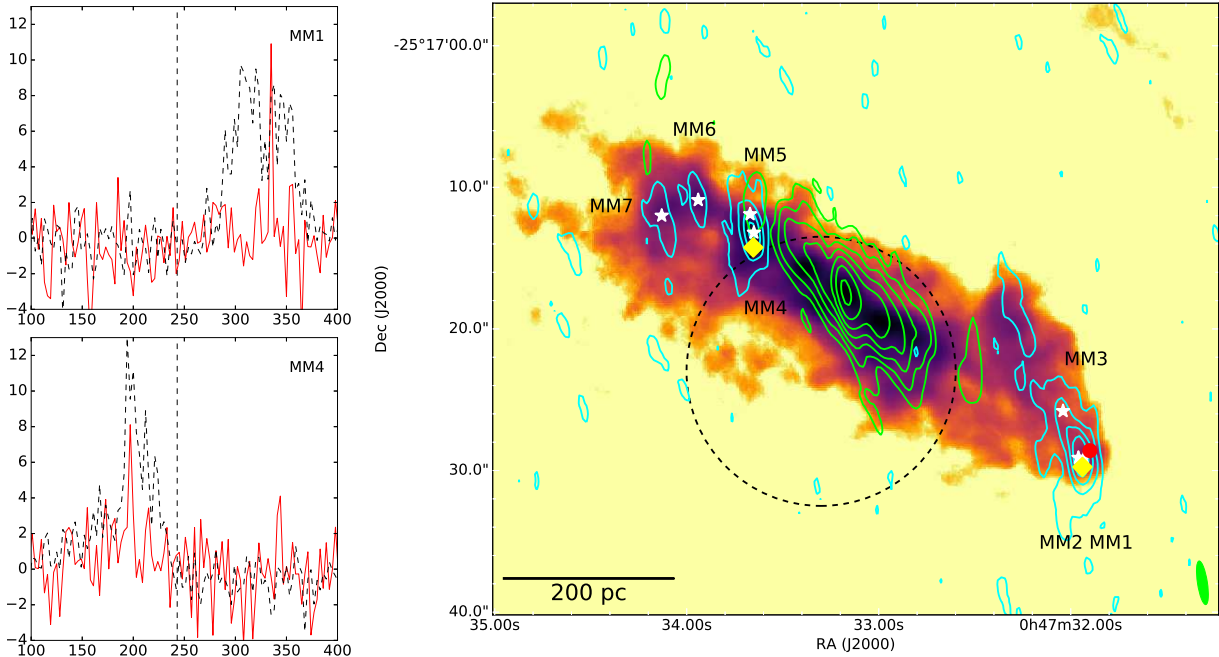 12
10
8
6
4
2
0
−2
−4
MM1
100 150 200 250 300 350 400
12
10
8
6
4
2
0
−2
−4
MM4
100 150 200 250 300 350 400
Dec (J2000)
-25°17'00.0"
10.0"
20.0"
30.0"
40.0"
MM6
MM5
MM7
MM4
MM3
MM2 MM1
200 pc
35.00s 34.00s 33.00s 0h47m32.00s
RA (J2000)